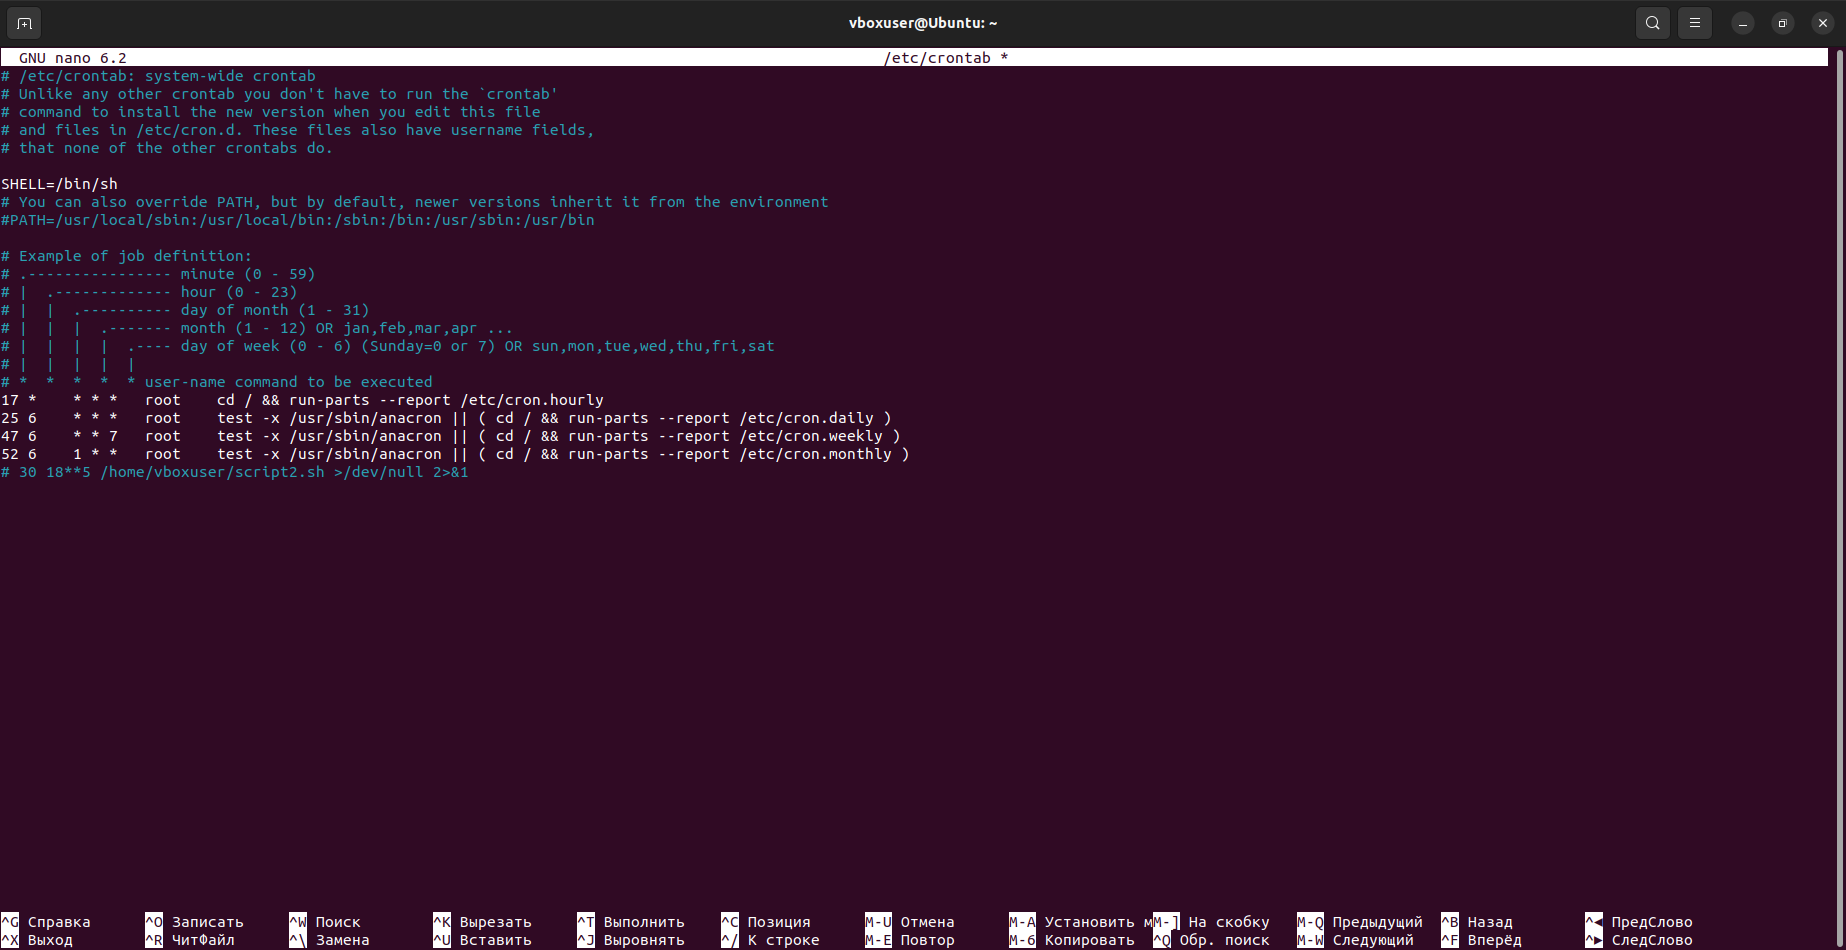 vboxuser@Ubuntu: ~
GNU nano 6.2 /etc/crontab *
# /etc/crontab: system-wide crontab
# Unlike any other crontab you don't have to run the `crontab'
# command to install the new version when you edit this file
# and files in /etc/cron.d. These files also have username fields,
# that none of the other crontabs do.
SHELL=/bin/sh
# You can also override PATH, but by default, newer versions inherit it from the environment
#PATH=/usr/local/sbin:/usr/local/bin:/sbin:/bin:/usr/sbin:/usr/bin
# Example of job definition:
# .---------------- minute (0 - 59)
# |  .------------- hour (0 - 23)
# |  |  .---------- day of month (1 - 31)
# |  |  |  .------- month (1 - 12) OR jan,feb,mar,apr ...
# |  |  |  |  .---- day of week (0 - 6) (Sunday=0 or 7) OR sun,mon,tue,wed,thu,fri,sat
# |  |  |  |  |
# *  *  *  *  * user-name command to be executed
17 *    * * *   root    cd / && run-parts --report /etc/cron.hourly
25 6    * * *   root    test -x /usr/sbin/anacron || ( cd / && run-parts --report /etc/cron.daily )
47 6    * * 7   root    test -x /usr/sbin/anacron || ( cd / && run-parts --report /etc/cron.weekly )
52 6    1 * *   root    test -x /usr/sbin/anacron || ( cd / && run-parts --report /etc/cron.monthly )
# 30 18**5 /home/vboxuser/script2.sh >/dev/null 2>&1
^G Справка ^O Записать ^W Поиск ^K Вырезать ^T Выполнить ^C Позиция M-U Отмена M-A Установить м M-] На скобку M-Q Предыдущий ^B Назад ^◄ ПредСлово
^X Выход ^R ЧитФайл ^\ Замена ^U Вставить ^J Выровнять ^/ К строке M-E Повтор M-6 Копировать ^Q Обр. поиск M-W Следующий ^F Вперёд ^► СледСлово